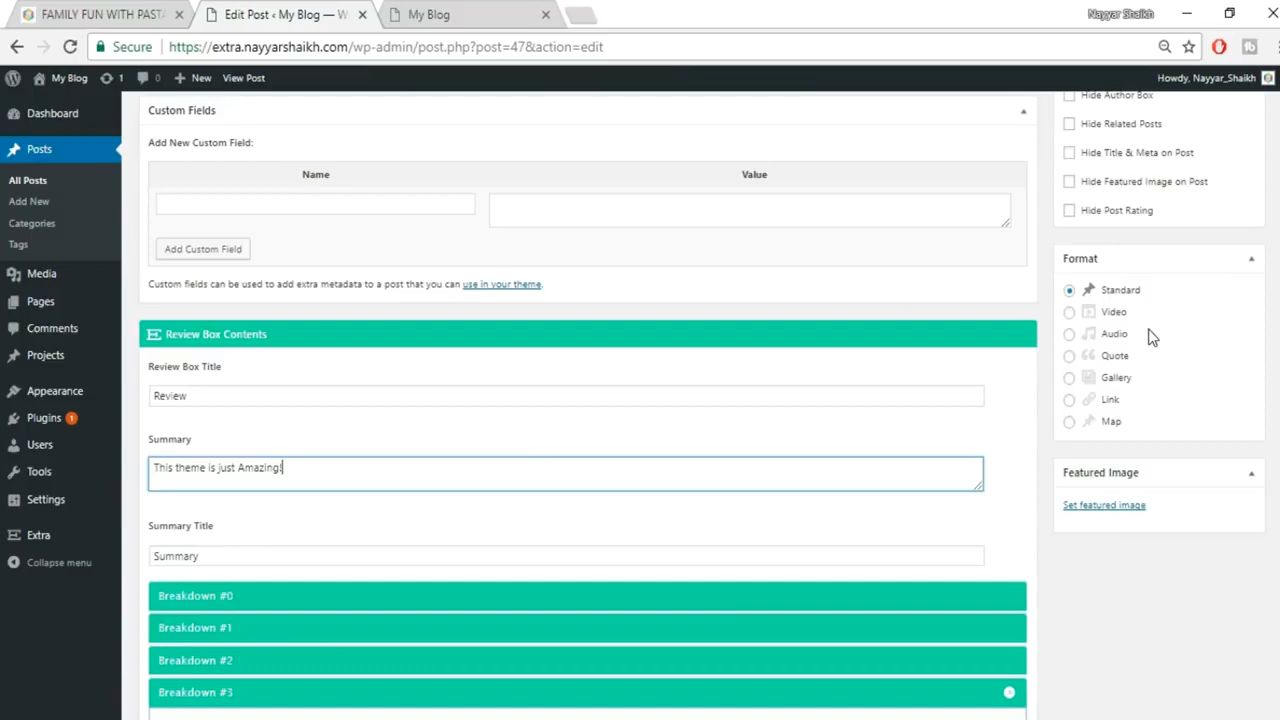 FAMILY FUN WITH PASTA
Edit Post ‹ My Blog — W
My Blog
Nayyar Shaikh
Secure
https://extra.nayyarshaikh.com/wp-admin/post.php?post=47&action=edit
My Blog
1
0
New
View Post
Howdy, Nayyar_Shaikh
Dashboard
Posts
All Posts
Add New
Categories
Tags
Media
Pages
Comments
Projects
Appearance
Plugins 1
Users
Tools
Settings
Extra
Collapse menu
Custom Fields
Add New Custom Field:
Name
Value
Add Custom Field
Custom fields can be used to add extra metadata to a post that you can use in your theme.
Review Box Contents
Review Box Title
Review
Summary
This theme is just Amazing!
Summary Title
Summary
Breakdown #0
Breakdown #1
Breakdown #2
Breakdown #3
Hide Author Box
Hide Related Posts
Hide Title & Meta on Post
Hide Featured Image on Post
Hide Post Rating
Format
Standard
Video
Audio
Quote
Gallery
Link
Map
Featured Image
Set featured image